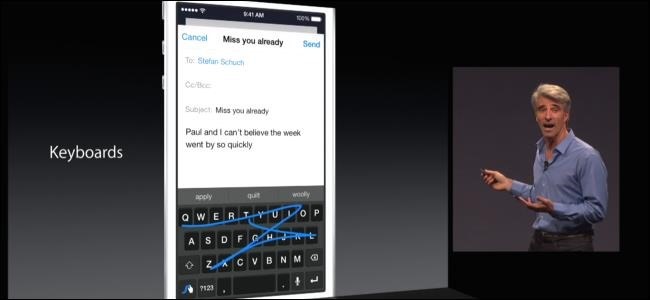 9:41 AM
100%
Cancel Miss you already Send
To: Stefan Schuch
Cc/Bcc:
Subject: Miss you already
Paul and I can't believe the week
went by so quickly
Keyboards
apply quilt woolly
Q W E R T Y U I O P
A S D F G H J K L
Z X C V B N M
?123 , .